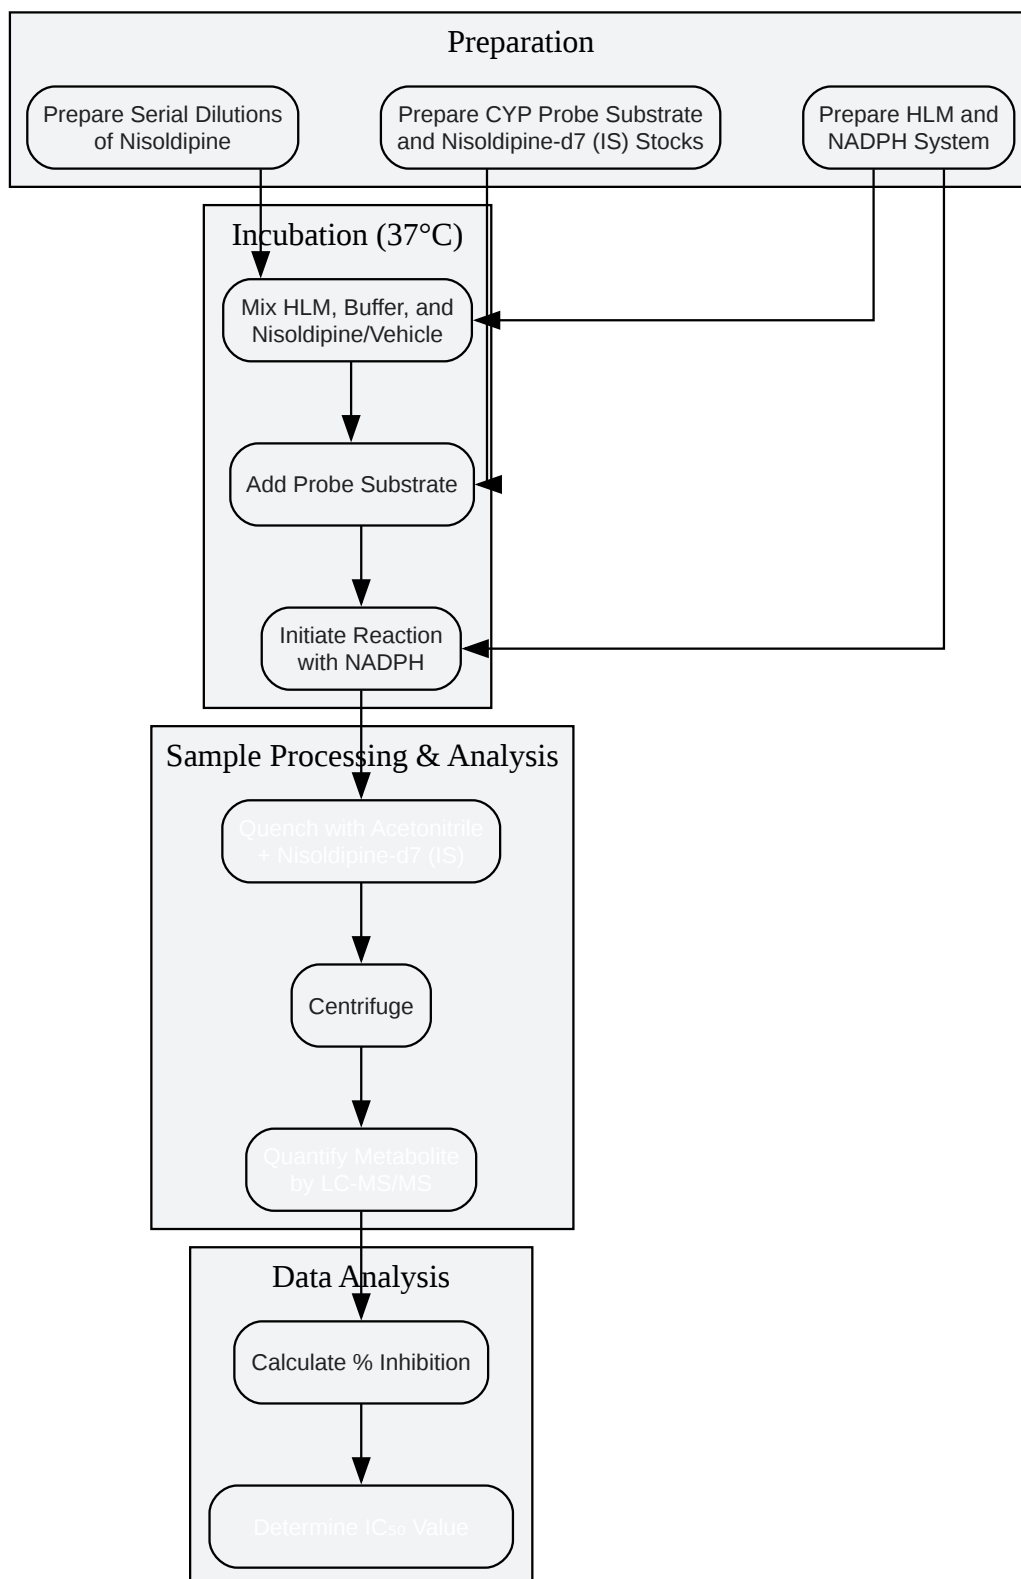 Preparation
Prepare Serial Dilutions
of Nisoldipine
Prepare CYP Probe Substrate
and Nisoldipine-d7 (IS) Stocks
Prepare HLM and
NADPH System
Incubation (37°C)
Mix HLM, Buffer, and
Nisoldipine/Vehicle
Add Probe Substrate
Initiate Reaction
with NADPH
Sample Processing & Analysis
Quench with Acetonitrile
+ Nisoldipine-d7 (IS)
Centrifuge
Quantify Metabolite
by LC-MS/MS
Data Analysis
Calculate % Inhibition
Determine IC₅₀ Value